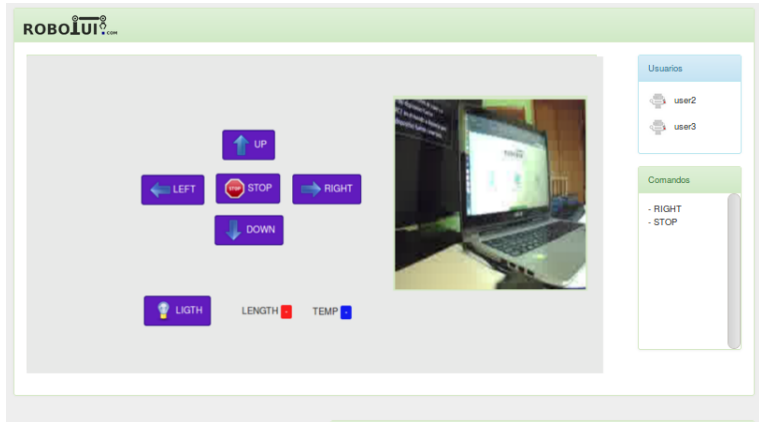 ROBOTUI.COM
Usuarios
user2
user3
UP
LEFT
STOP
STOP
RIGHT
DOWN
Comandos
- RIGHT
- STOP
LIGTH
LENGTH -
TEMP -